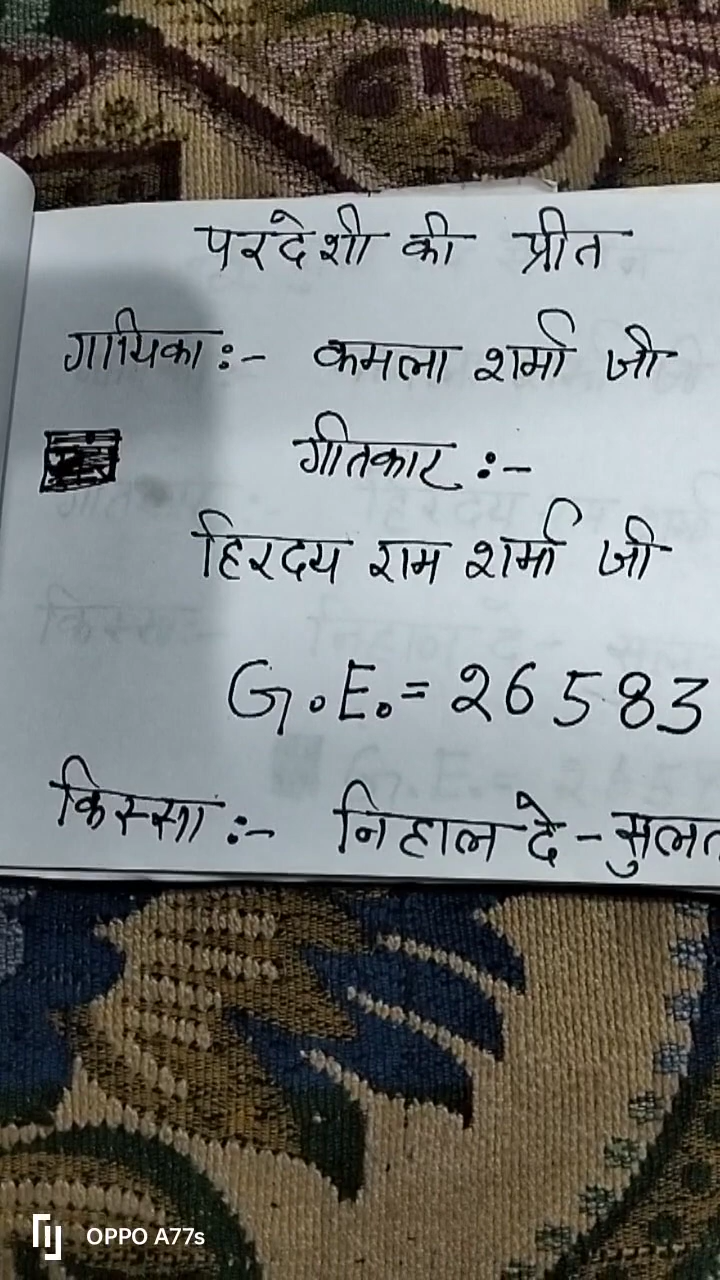 परदेशी की प्रीत
गायिका :- कमला शर्मा जी
गीतकार :-
हिरदय राम शर्मा जी
G.E. = 26583
किस्सा :- निहाल दे - सुलत
OPPO A77s